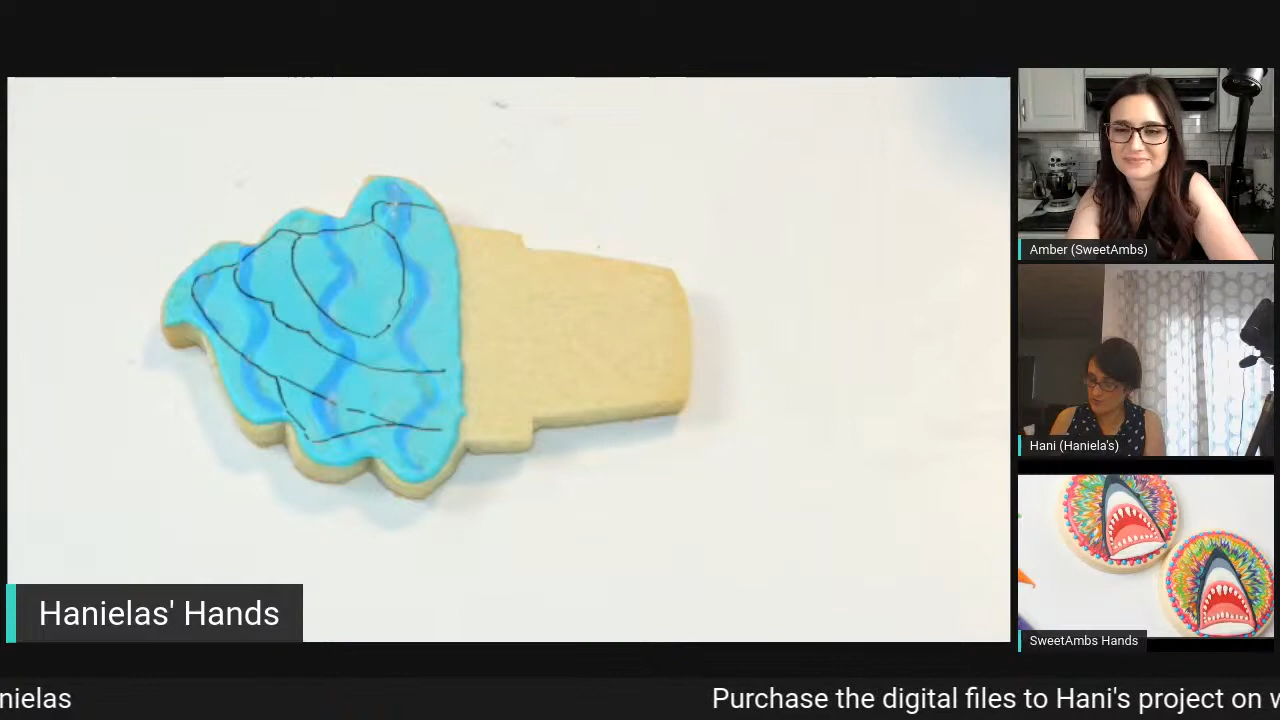 Amber (SweetAmbs)
Hani (Haniela's)
Hanielas' Hands
SweetAmbs Hands
nielas Purchase the digital files to Hani's project on